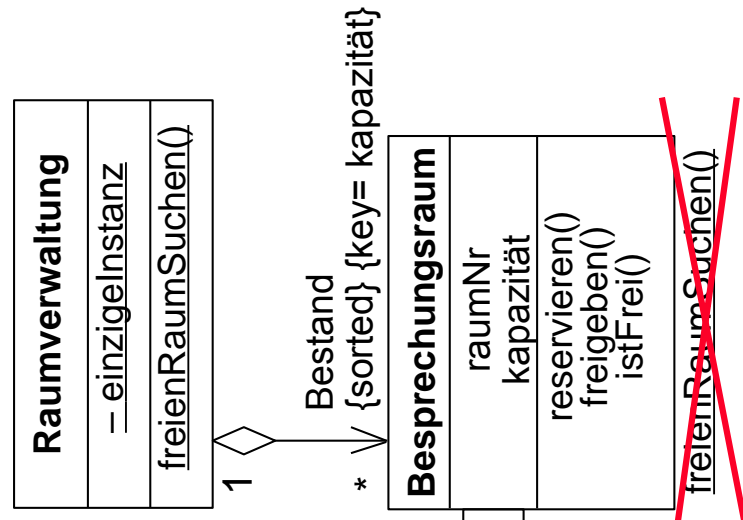 Raumverwaltung
– einzigeInstanz
freienRaumSuchen()
1
*
Bestand
{sorted} {key= kapazität}
Besprechungsraum
raumNr
kapazität
reservieren()
freigeben()
istFrei()
freienRaumSuchen()